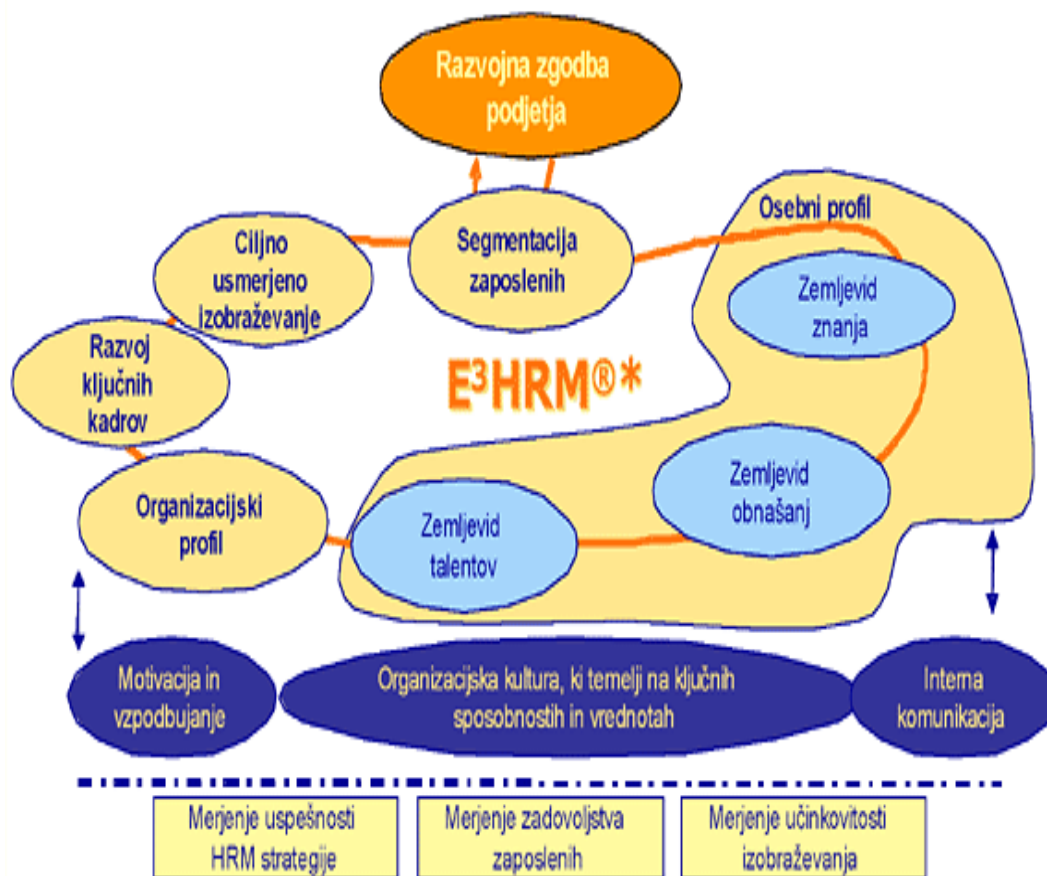 Razvojna zgodba
podjetja
Segmentacija
zaposlenih
Osebni profil
Zemljevid
znanja
Zemljevid
obnašanj
Zemljevid
talentov
Organizacijski
profil
Razvoj
ključnih
kadrov
Ciljno
usmerjeno
izobraževanje
E³HRM®*
Motivacija in
vzpodbujanje
Organizacijska kultura, ki temelji na ključnih
sposobnostih in vrednotah
Interna
komunikacija
Merjenje uspešnosti
HRM strategije
Merjenje zadovoljstva
zaposlenih
Merjenje učinkovitosti
izobraževanja